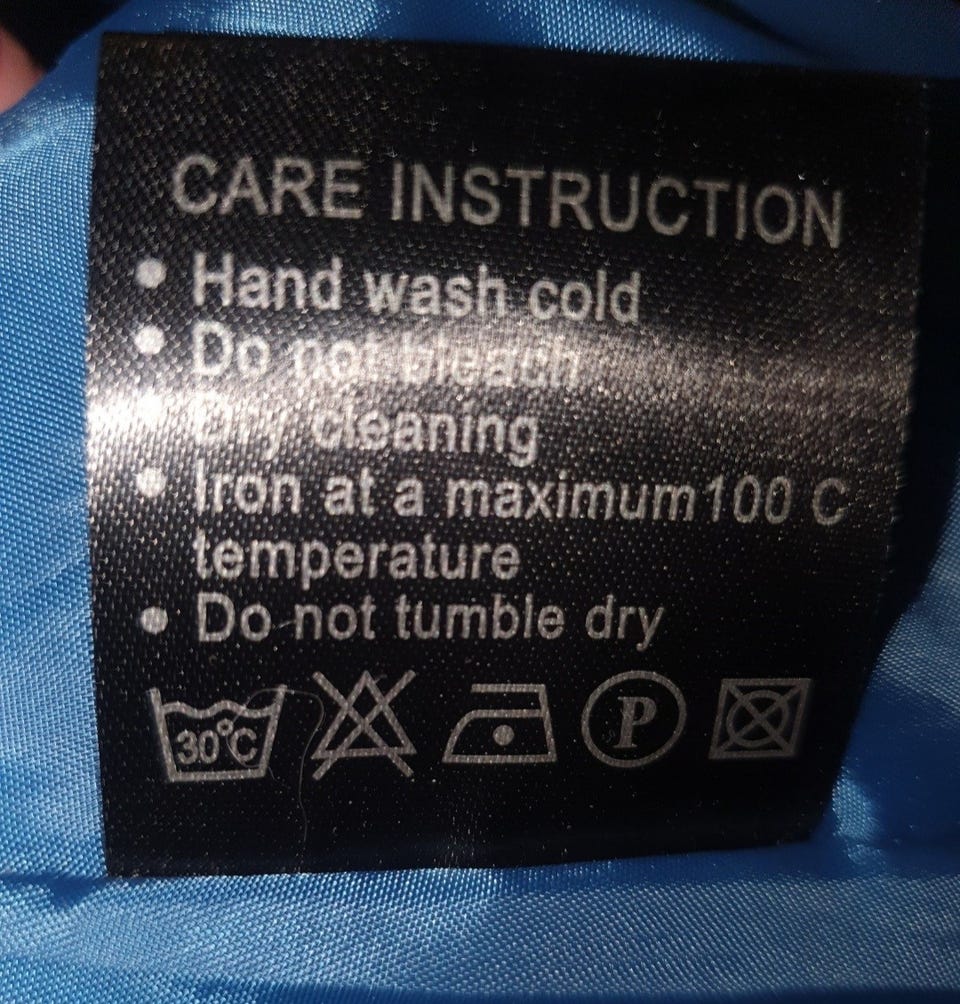 CARE INSTRUCTION
• Hand wash cold
• Do not bleach
• Dry cleaning
• Iron at a maximum 100 C
temperature
• Do not tumble dry
30°C P